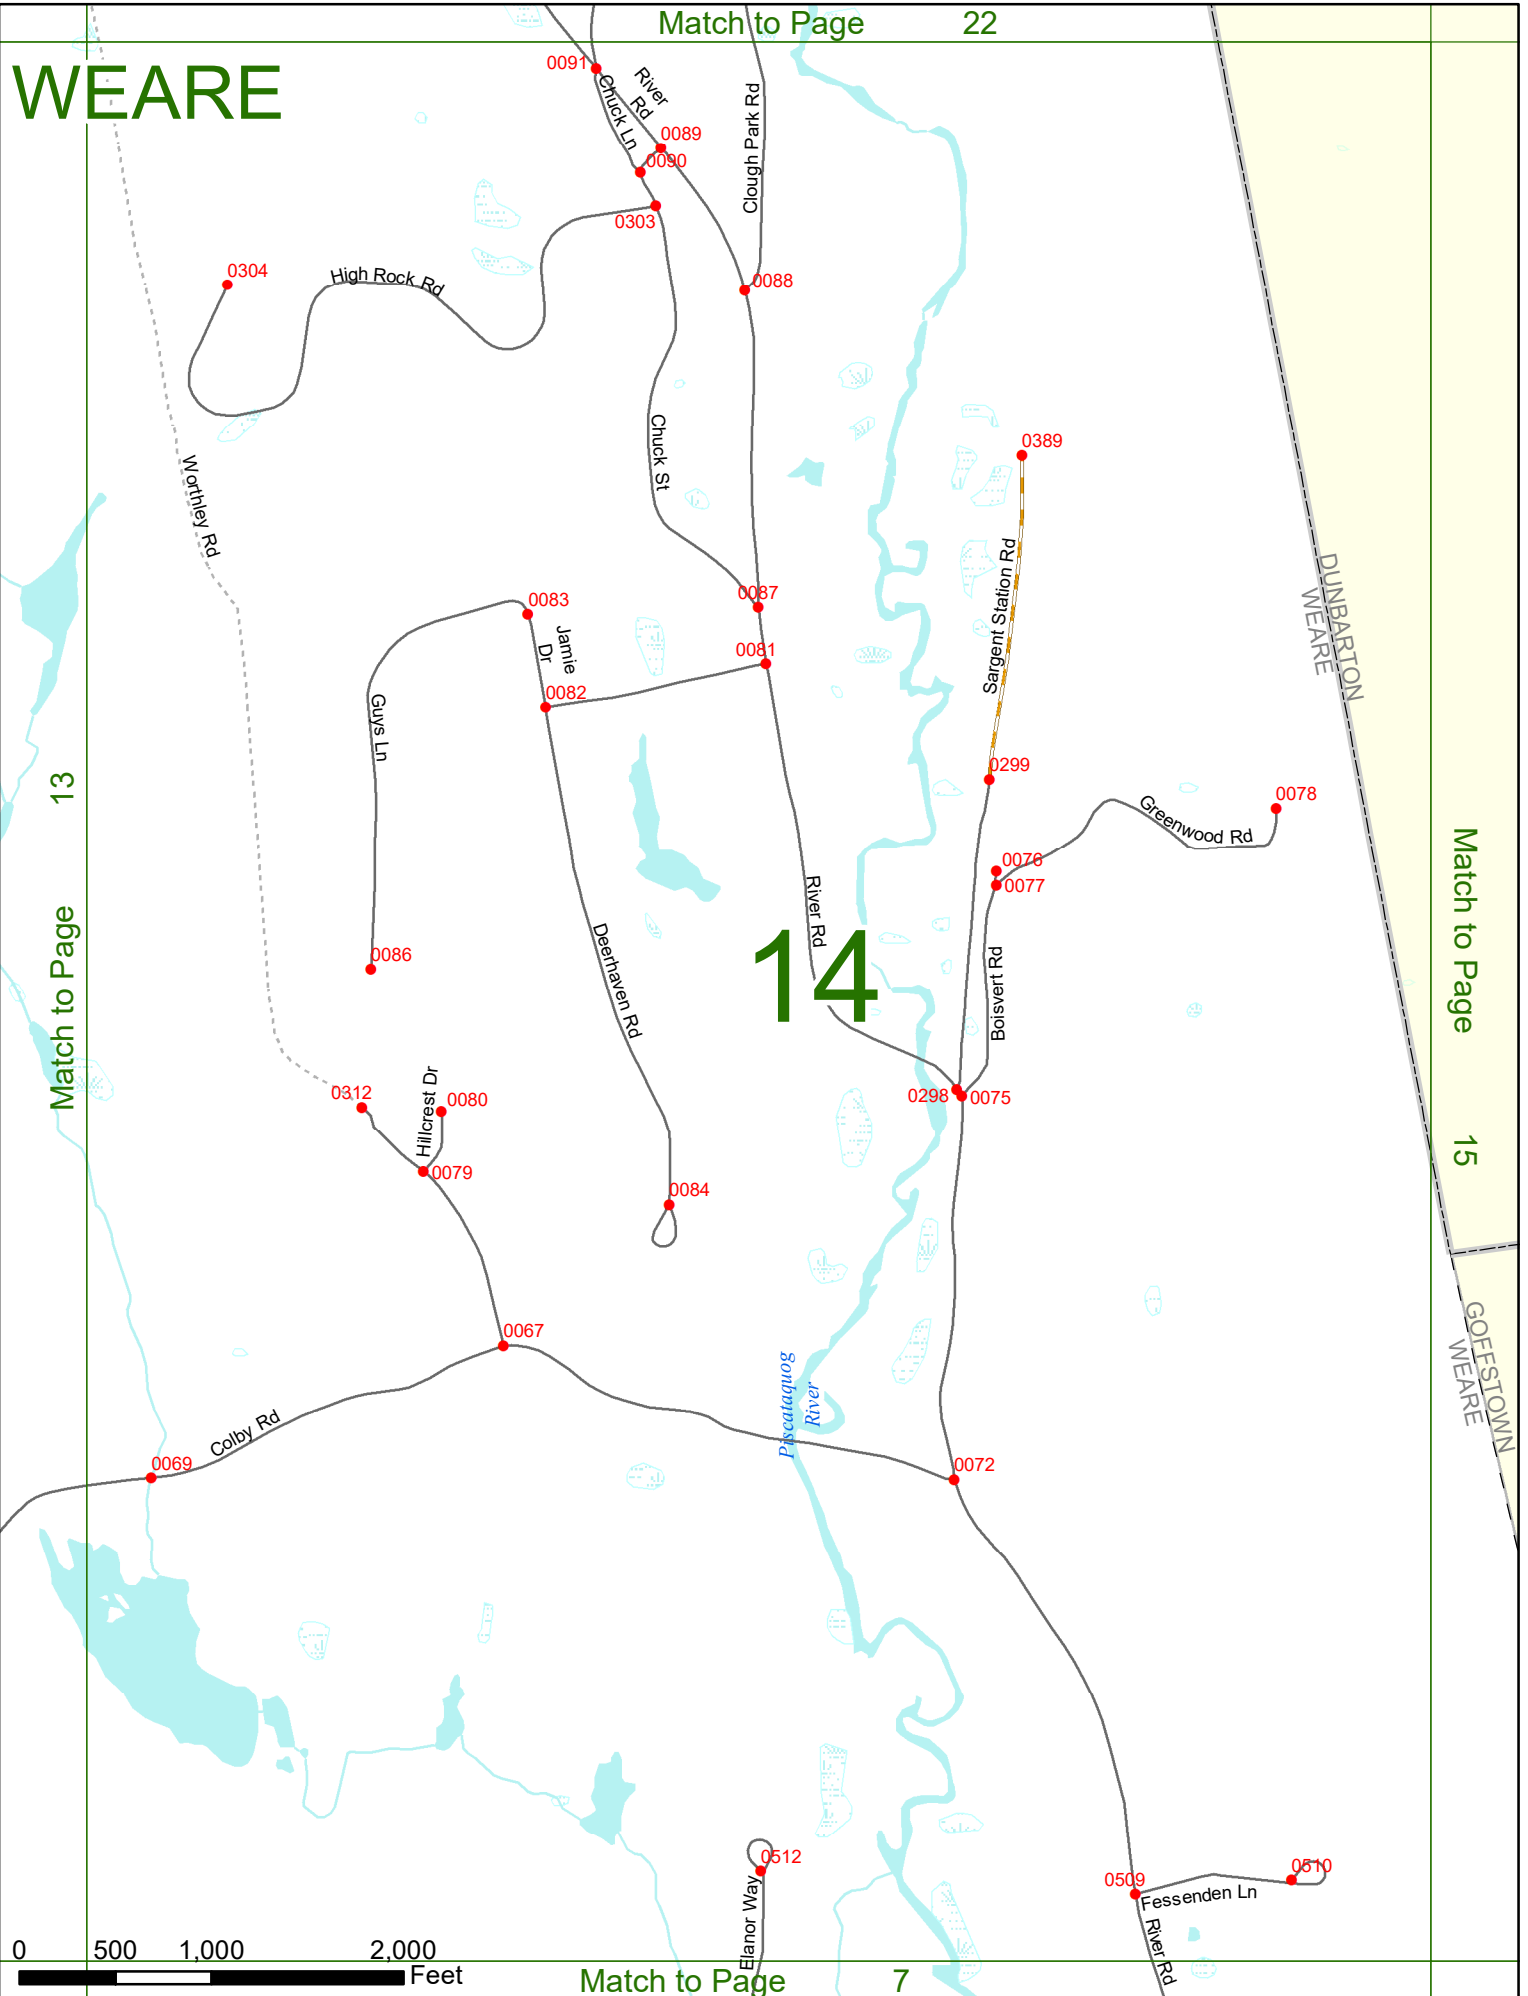 Match to Page 22
WEARE
0091
River
Rd
Chuck Ln
0089
0090
Clough Park Rd
0303
0304
High Rock Rd
0088
Chuck St
0389
Worthley Rd
Sargent Station Rd
DUNBARTON
WEARE
0083
Jamie
Dr
0087
0081
0082
Guys Ln
0299
0078
Greenwood Rd
Match to Page 13
0076
0077
River Rd
14
Deerhaven Rd
Boisvert Rd
0086
Match to Page 15
0298
0075
0312
Hillcrest Dr
0080
0079
0084
0067
GOFFSTOWN
WEARE
Piscataquog
River
Colby Rd
0069
0072
0512
Elanor Way
0509
0510
Fessenden Ln
River Rd
0 500 1,000 2,000
Feet
Match to Page 7